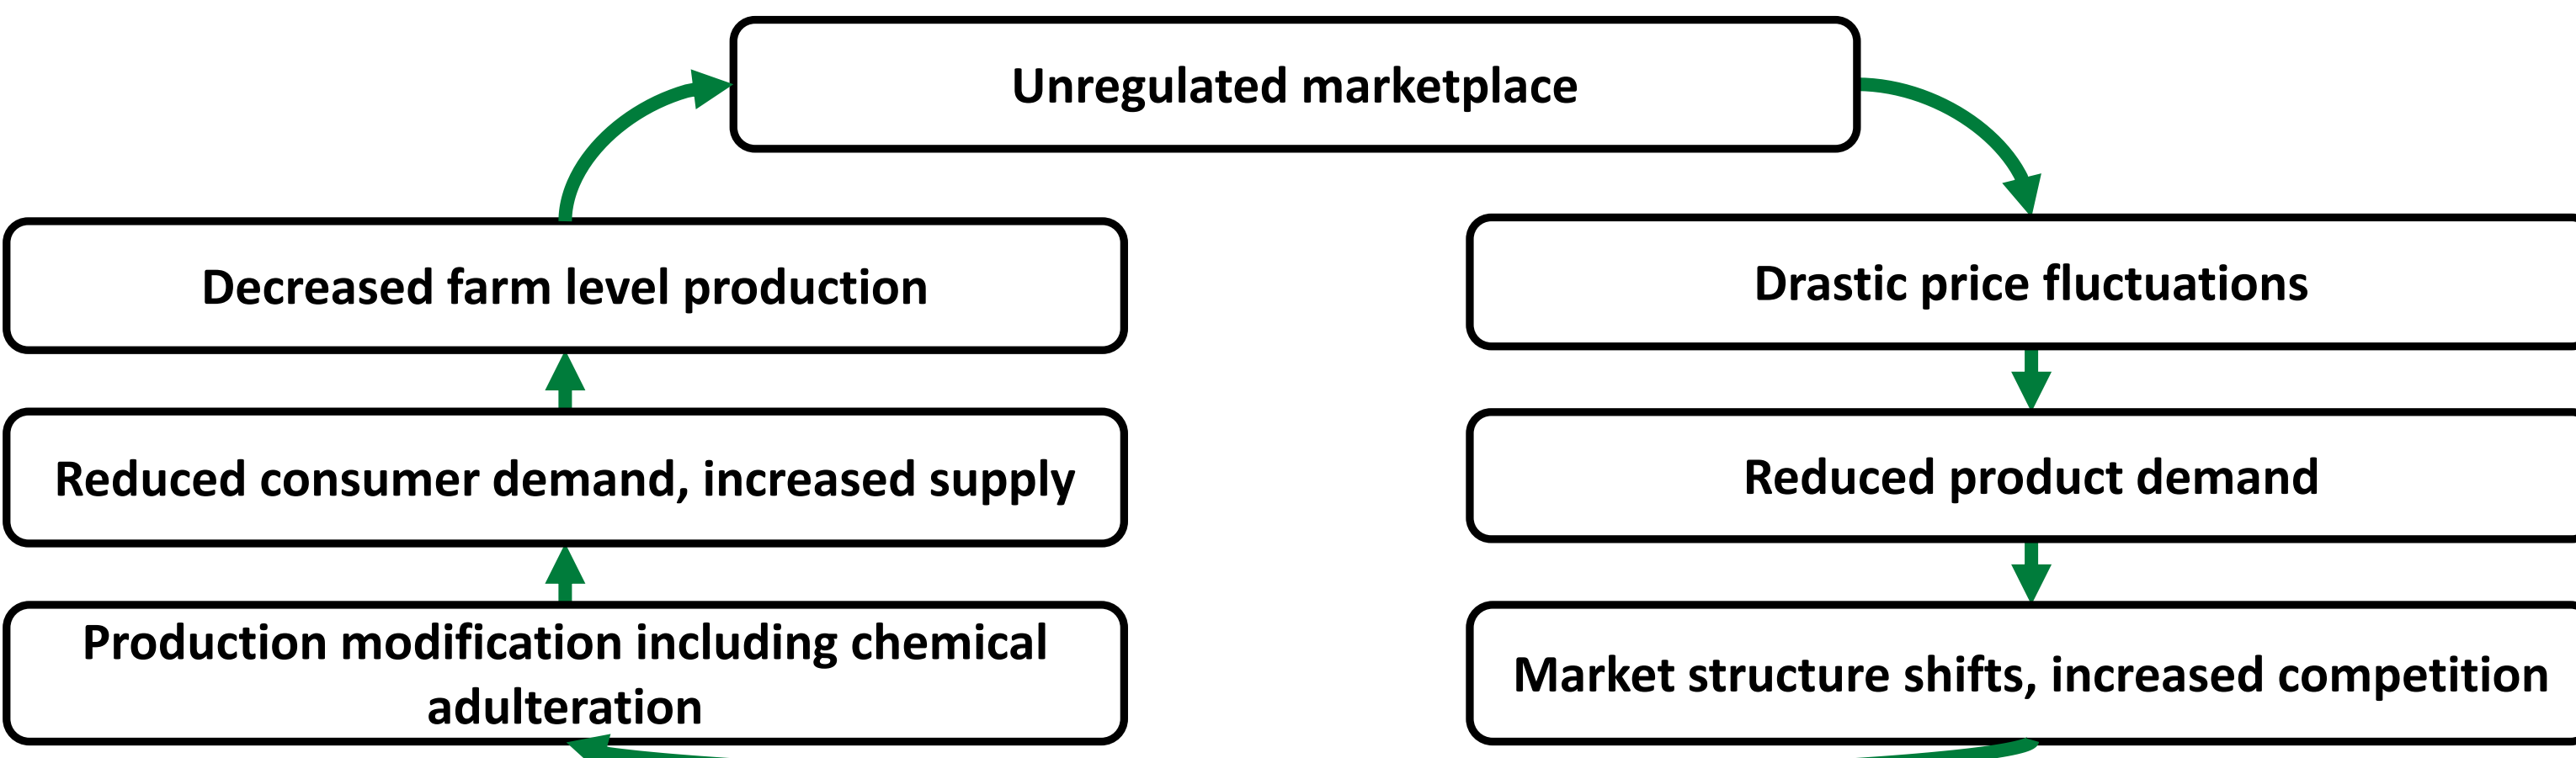 Unregulated marketplace
Decreased farm level production
Drastic price fluctuations
Reduced consumer demand, increased supply
Reduced product demand
Production modification including chemical
adulteration
Market structure shifts, increased competition